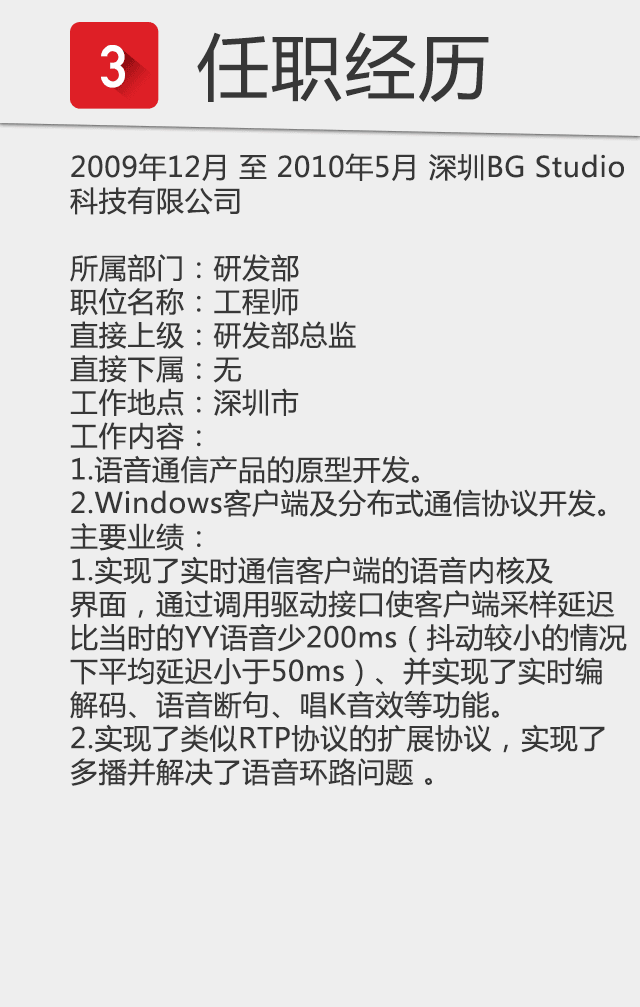 3 任职经历
2009年12月 至 2010年5月 深圳BG Studio
科技有限公司
所属部门：研发部
职位名称：工程师
直接上级：研发部总监
直接下属：无
工作地点：深圳市
工作内容：
1.语音通信产品的原型开发。
2.Windows客户端及分布式通信协议开发。
主要业绩：
1.实现了实时通信客户端的语音内核及
界面，通过调用驱动接口使客户端采样延迟
比当时的YY语音少200ms（抖动较小的情况
下平均延迟小于50ms）、并实现了实时编
解码、语音断句、唱K音效等功能。
2.实现了类似RTP协议的扩展协议，实现了
多播并解决了语音环路问题 。